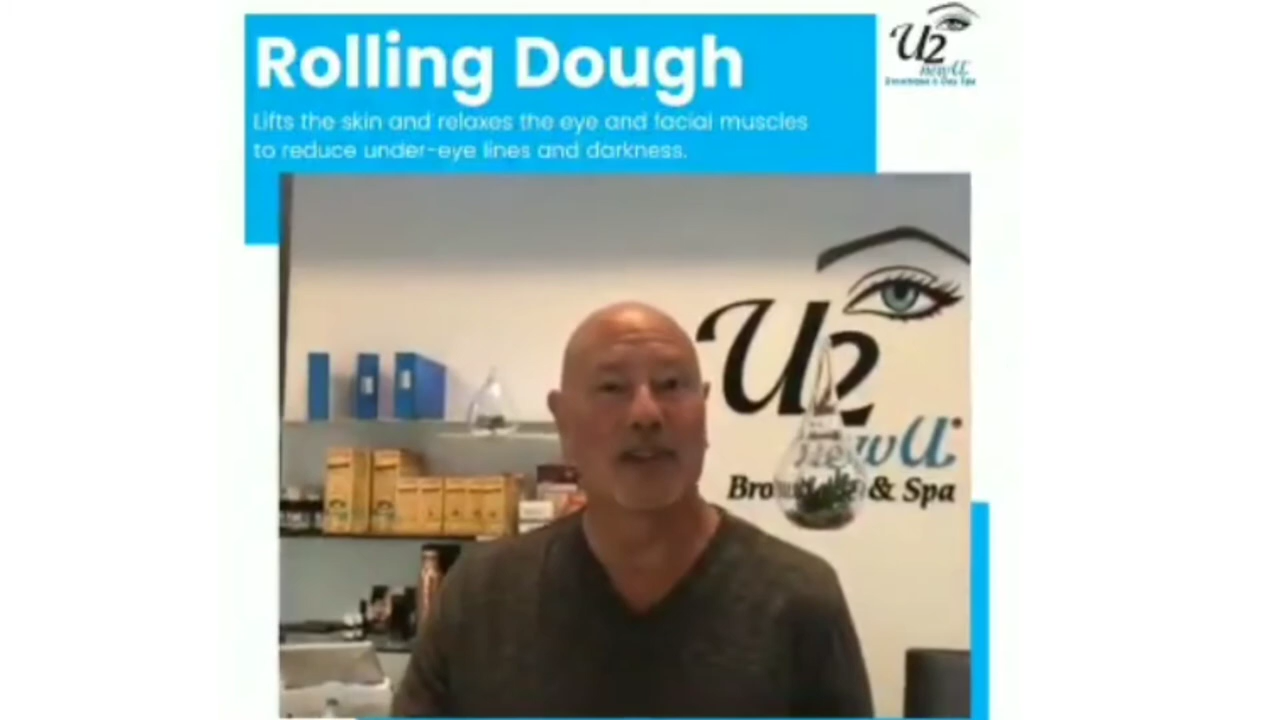 Rolling Dough
Lifts the skin and relaxes the eye and facial muscles
to reduce under-eye lines and darkness.
U2
newU
U2
newU
& Spa